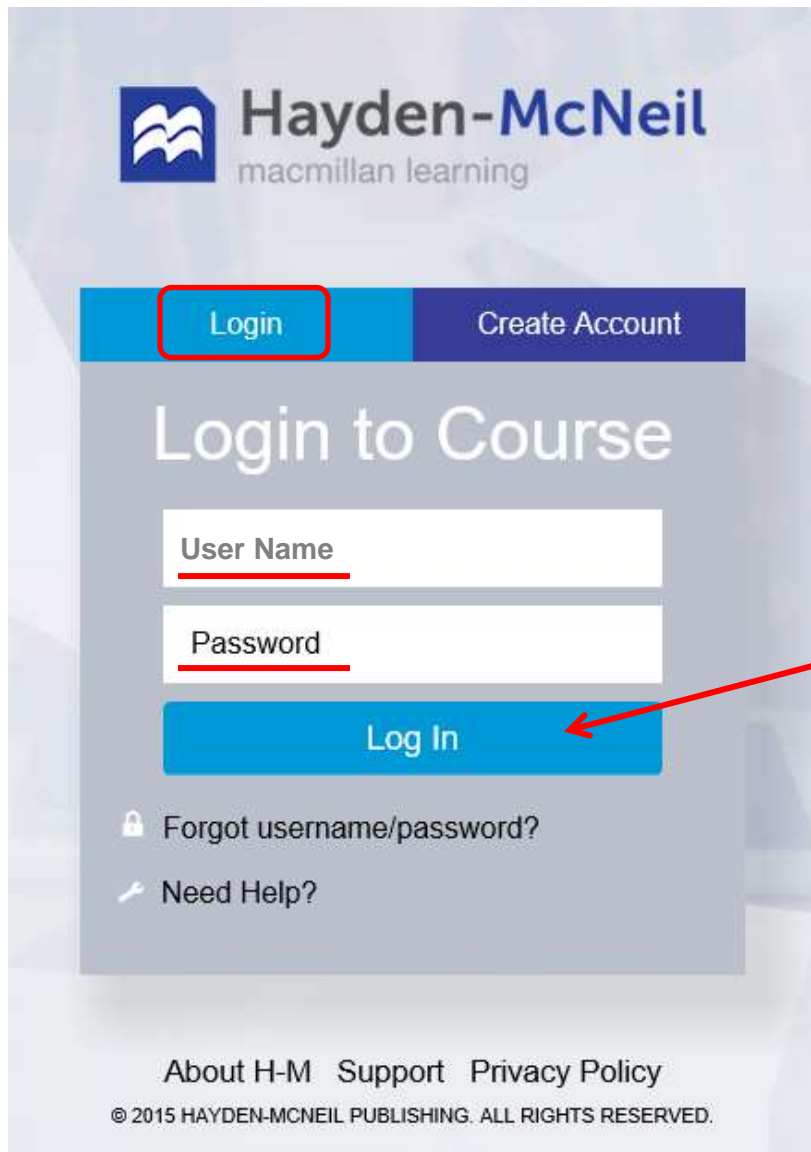 Hayden-McNeil
macmillan learning
Login Create Account
Login to Course
User Name
Password
Log In
Forgot username/password?
Need Help?
About H-M Support Privacy Policy
© 2015 HAYDEN-MCNEIL PUBLISHING. ALL RIGHTS RESERVED.